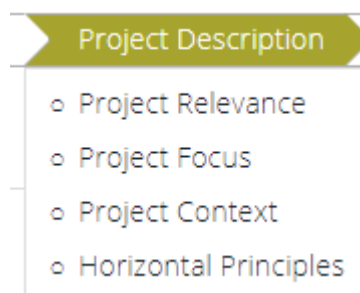 Project Description
Project Relevance
Project Focus
Project Context
Horizontal Principles